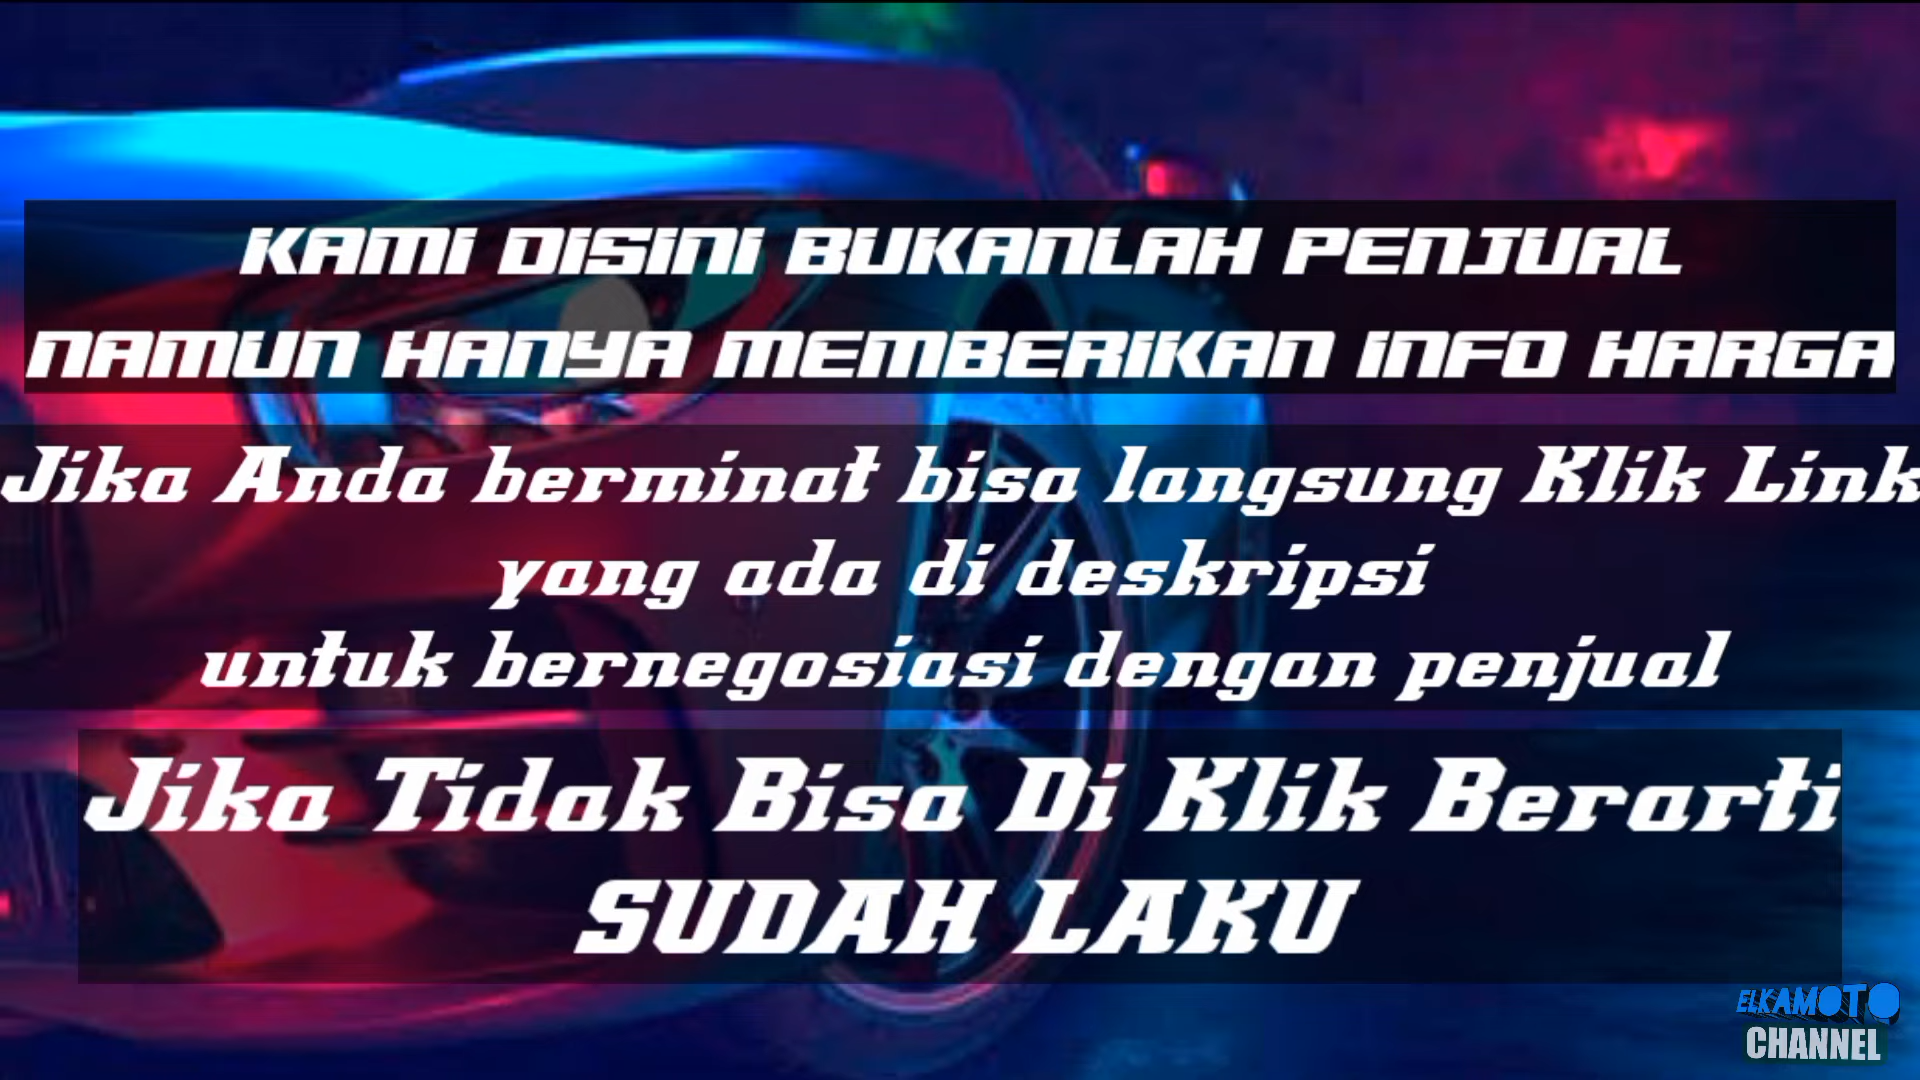 KAMI DISINI BUKANLAH PENJUAL
NAMUN HANYA MEMBERIKAN INFO HARGA
Jika Anda berminat bisa langsung Klik Link
yang ada di deskripsi
untuk bernegosiasi dengan penjual
Jika Tidak Bisa Di Klik Berarti
SUDAH LAKU
ELKAMOTO
CHANNEL